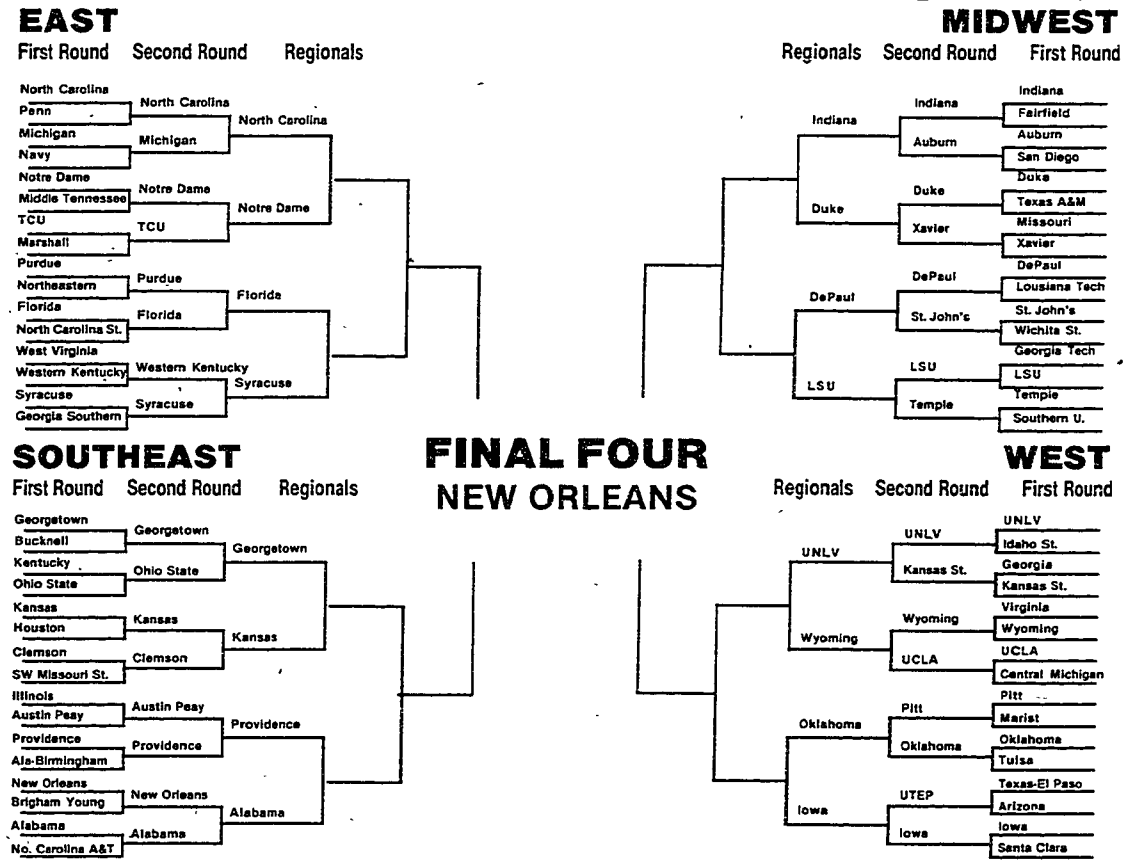 EAST
First Round Second Round Regionals
North Carolina
Penn
Michigan
Navy
Notre Dame
Middle Tennessee
TCU
Marshall
Purdue
Northeastern
Florida
North Carolina St.
West Virginia
Western Kentucky
Syracuse
Georgia Southern
North Carolina
Michigan
Notre Dame
TCU
Purdue
Florida
Western Kentucky
Syracuse
North Carolina
Notre Dame
Florida
Syracuse
MIDWEST
Regionals Second Round First Round
Indiana
Duke
DePaul
LSU
Indiana
Auburn
Duke
Xavier
DePaul
St. John's
LSU
Temple
Indiana
Fairfield
Auburn
San Diego
Duke
Texas A&M
Missouri
Xavier
DePaul
Lousiana Tech
St. John's
Wichita St.
Georgia Tech
LSU
Temple
Southern U.
FINAL FOUR
NEW ORLEANS
SOUTHEAST
First Round Second Round Regionals
Georgetown
Bucknell
Kentucky
Ohio State
Kansas
Houston
Clemson
SW Missouri St.
Illinois
Austin Peay
Providence
Ala-Birmingham
New Orleans
Brigham Young
Alabama
No. Carolina A&T
Georgetown
Ohio State
Kansas
Clemson
Austin Peay
Providence
New Orleans
Alabama
Georgetown
Kansas
Providence
Alabama
WEST
Regionals Second Round First Round
UNLV
Wyoming
Oklahoma
Iowa
UNLV
Kansas St.
Wyoming
UCLA
Pitt
Oklahoma
UTEP
Iowa
UNLV
Idaho St.
Georgia
Kansas St.
Virginia
Wyoming
UCLA
Central Michigan
Pitt
Marist
Oklahoma
Tulsa
Texas-El Paso
Arizona
Iowa
Santa Clara